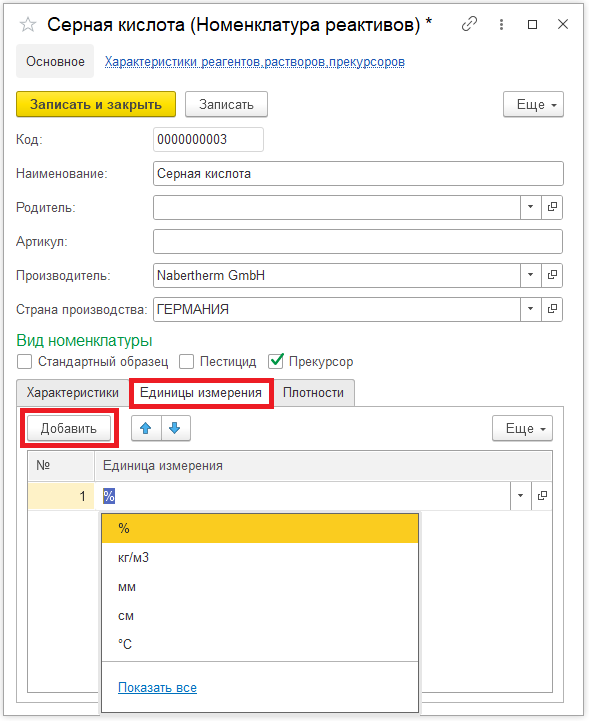 Серная кислота (Номенклатура реактивов) *
Основное Характеристики реагентов,растворов,прекурсоров
Записать и закрыть Записать Еще
Код: 0000000003
Наименование: Серная кислота
Родитель:
Артикул:
Производитель: Nabertherm GmbH
Страна производства: ГЕРМАНИЯ
Вид номенклатуры
Стандартный образец Пестицид Прекурсор
Характеристики Единицы измерения Плотности
Добавить Еще
№ Единица измерения
1 %
%
кг/м3
мм
см
°С
Показать все